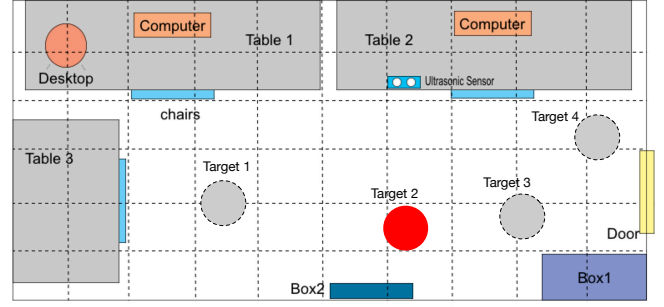 Computer
Computer
Table 1
Table 2
Desktop
Ultrasonic Sensor
chairs
Target 4
Table 3
Target 1
Target 3
Target 2
Door
Box1
Box2